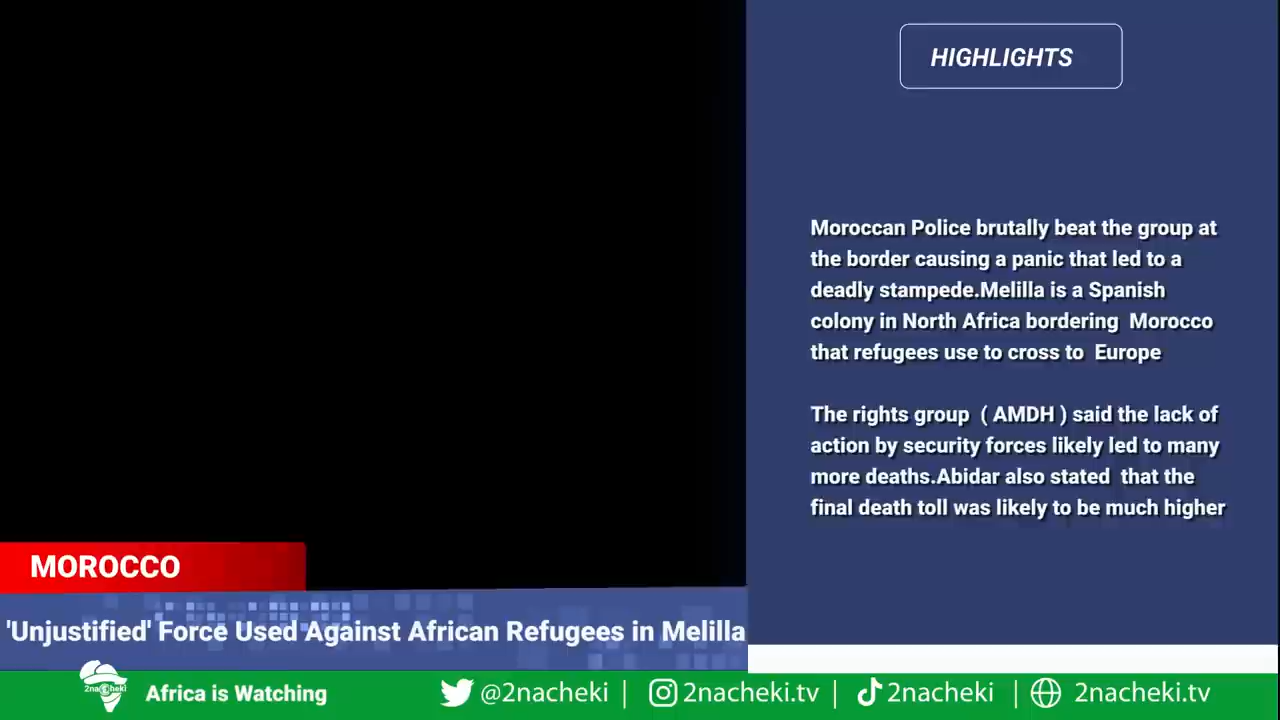 HIGHLIGHTS
Moroccan Police brutally beat the group at
the border causing a panic that led to a
deadly stampede.Melilla is a Spanish
colony in North Africa bordering Morocco
that refugees use to cross to Europe
The rights group ( AMDH ) said the lack of
action by security forces likely led to many
more deaths.Abidar also stated that the
final death toll was likely to be much higher
MOROCCO
'Unjustified' Force Used Against African Refugees in Melilla
2nacheki
Africa is Watching
@2nacheki |
2nacheki.tv |
2nacheki |
2nacheki.tv